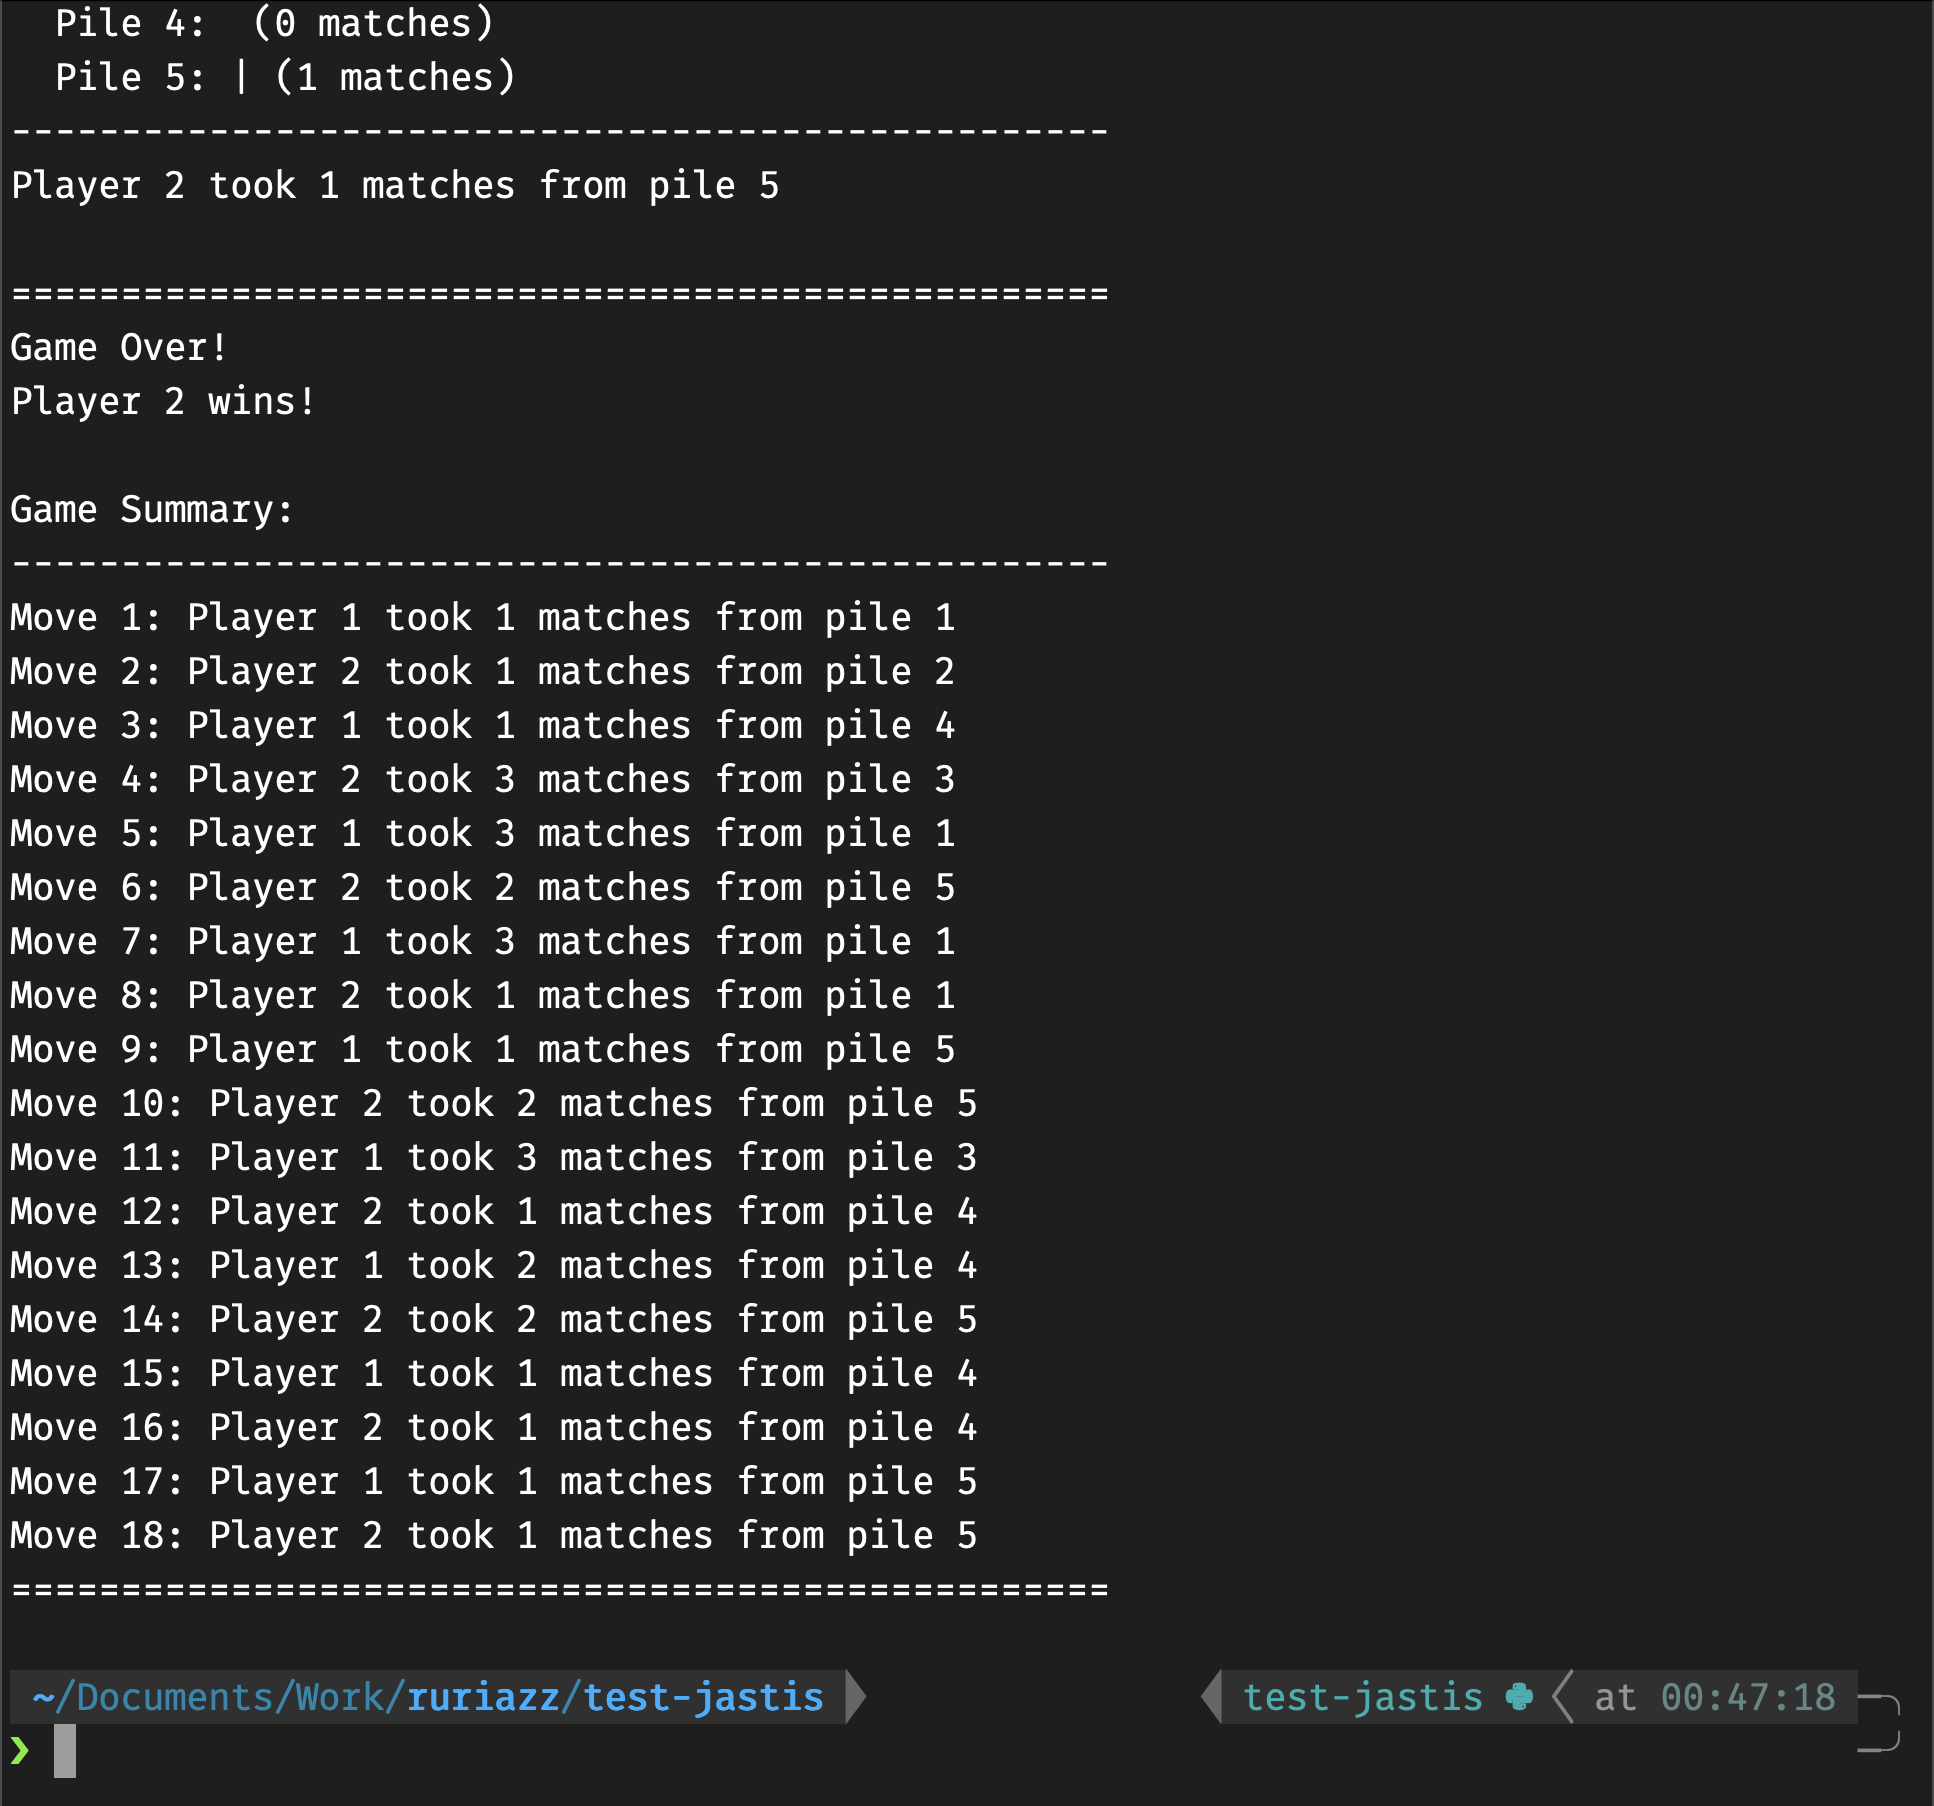 Pile 4:  (0 matches)
Pile 5: | (1 matches)
--------------------------------------------------
Player 2 took 1 matches from pile 5
==================================================
Game Over!
Player 2 wins!
Game Summary:
--------------------------------------------------
Move 1: Player 1 took 1 matches from pile 1
Move 2: Player 2 took 1 matches from pile 2
Move 3: Player 1 took 1 matches from pile 4
Move 4: Player 2 took 3 matches from pile 3
Move 5: Player 1 took 3 matches from pile 1
Move 6: Player 2 took 2 matches from pile 5
Move 7: Player 1 took 3 matches from pile 1
Move 8: Player 2 took 1 matches from pile 1
Move 9: Player 1 took 1 matches from pile 5
Move 10: Player 2 took 2 matches from pile 5
Move 11: Player 1 took 3 matches from pile 3
Move 12: Player 2 took 1 matches from pile 4
Move 13: Player 1 took 2 matches from pile 4
Move 14: Player 2 took 2 matches from pile 5
Move 15: Player 1 took 1 matches from pile 4
Move 16: Player 2 took 1 matches from pile 4
Move 17: Player 1 took 1 matches from pile 5
Move 18: Player 2 took 1 matches from pile 5
==================================================
~/Documents/Work/ruriazz/test-jastis test-jastis at 00:47:18
❯